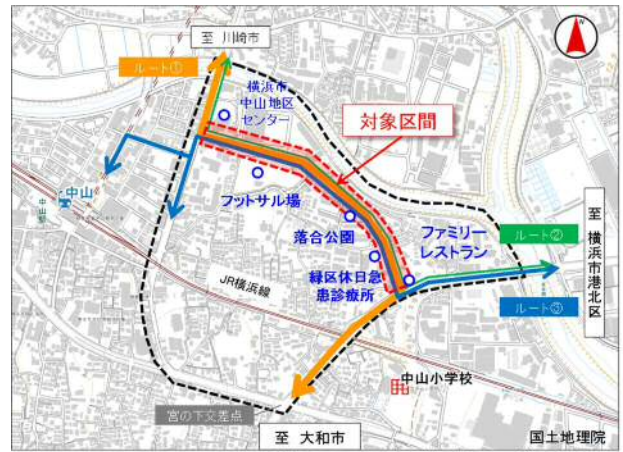 至 川崎市
ルート①
横浜市
中山地区
センター
対象区間
中山
中山駅
フットサル場
落合公園
ファミリー
レストラン
緑区休日急
患診療所
ルート②
至 横浜市港北区
ルート③
JR横浜線
中山小学校
宮の下交差点
至 大和市
国土地理院